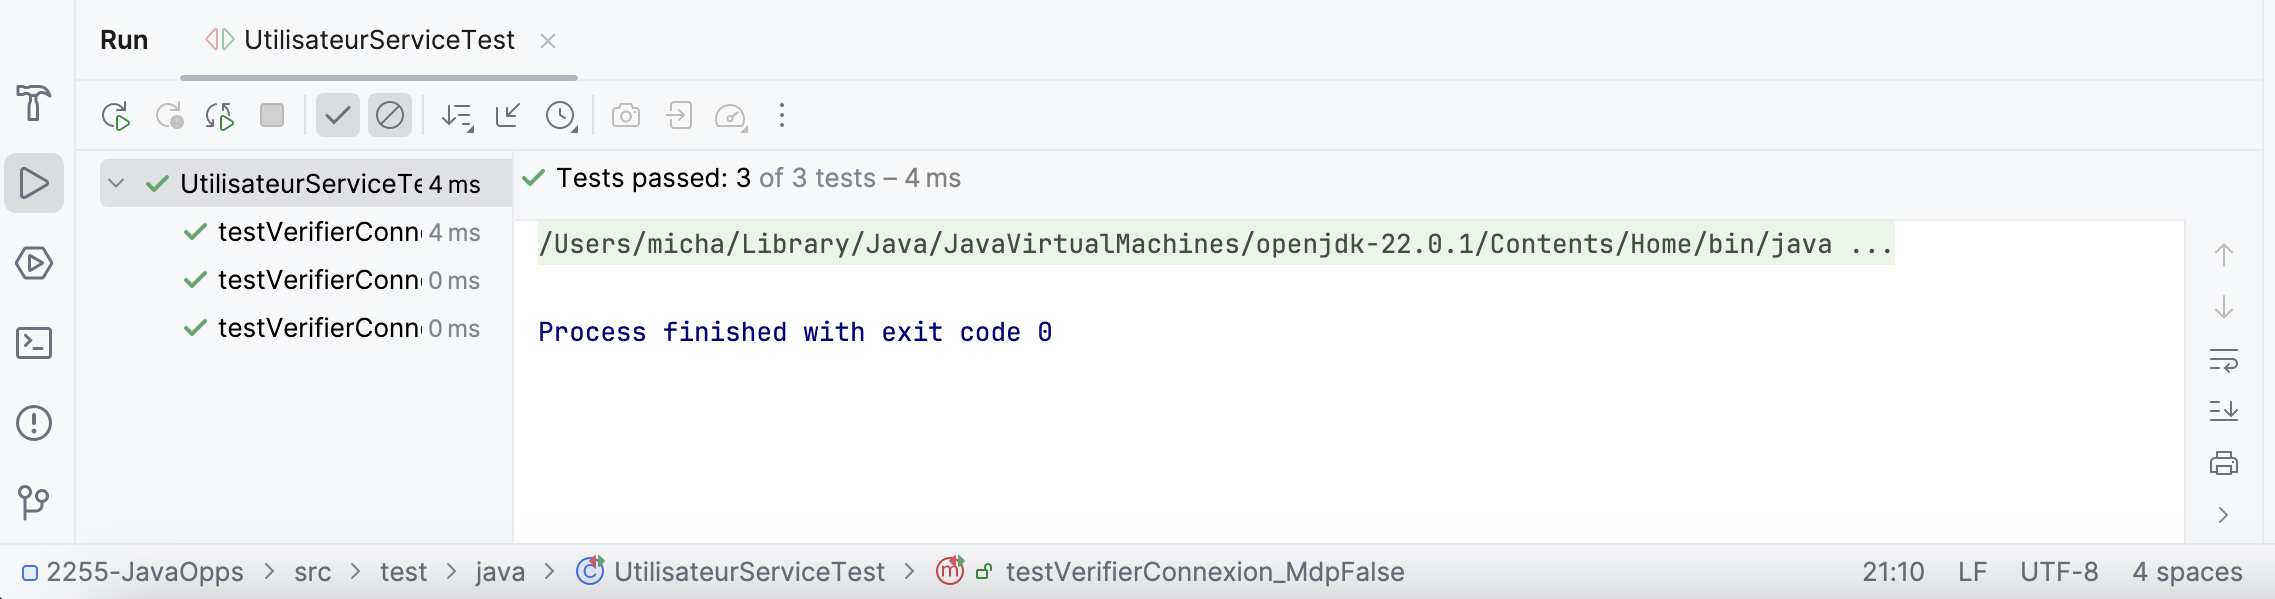 Run UtilisateurServiceTest
UtilisateurServiceTe 4 ms
testVerifierConn 4 ms
testVerifierConn 0 ms
testVerifierConn 0 ms
Tests passed: 3 of 3 tests – 4 ms
/Users/micha/Library/Java/JavaVirtualMachines/openjdk-22.0.1/Contents/Home/bin/java ...
Process finished with exit code 0
2255-JavaOpps > src > test > java > UtilisateurServiceTest > testVerifierConnexion_MdpFalse 21:10 LF UTF-8 4 spaces